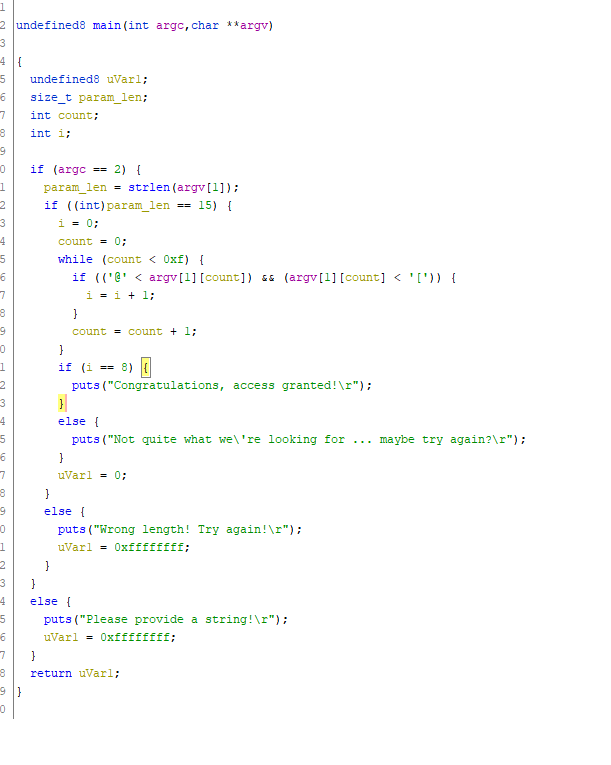 1
2 undefined8 main(int argc,char **argv)
3
4 {
5 undefined8 uVar1;
6 size_t param_len;
7 int count;
8 int i;
9
0 if (argc == 2) {
1 param_len = strlen(argv[1]);
2 if ((int)param_len == 15) {
3 i = 0;
4 count = 0;
5 while (count < 0xf) {
6 if (('@' < argv[1][count]) && (argv[1][count] < '[')) {
7 i = i + 1;
8 }
9 count = count + 1;
0 }
1 if (i == 8) {
2 puts("Congratulations, access granted!\r");
3 }
4 else {
5 puts("Not quite what we\'re looking for ... maybe try again?\r");
6 }
7 uVar1 = 0;
8 }
9 else {
0 puts("Wrong length! Try again!\r");
1 uVar1 = 0xffffffff;
2 }
3 }
4 else {
5 puts("Please provide a string!\r");
6 uVar1 = 0xffffffff;
7 }
8 return uVar1;
9 }
0